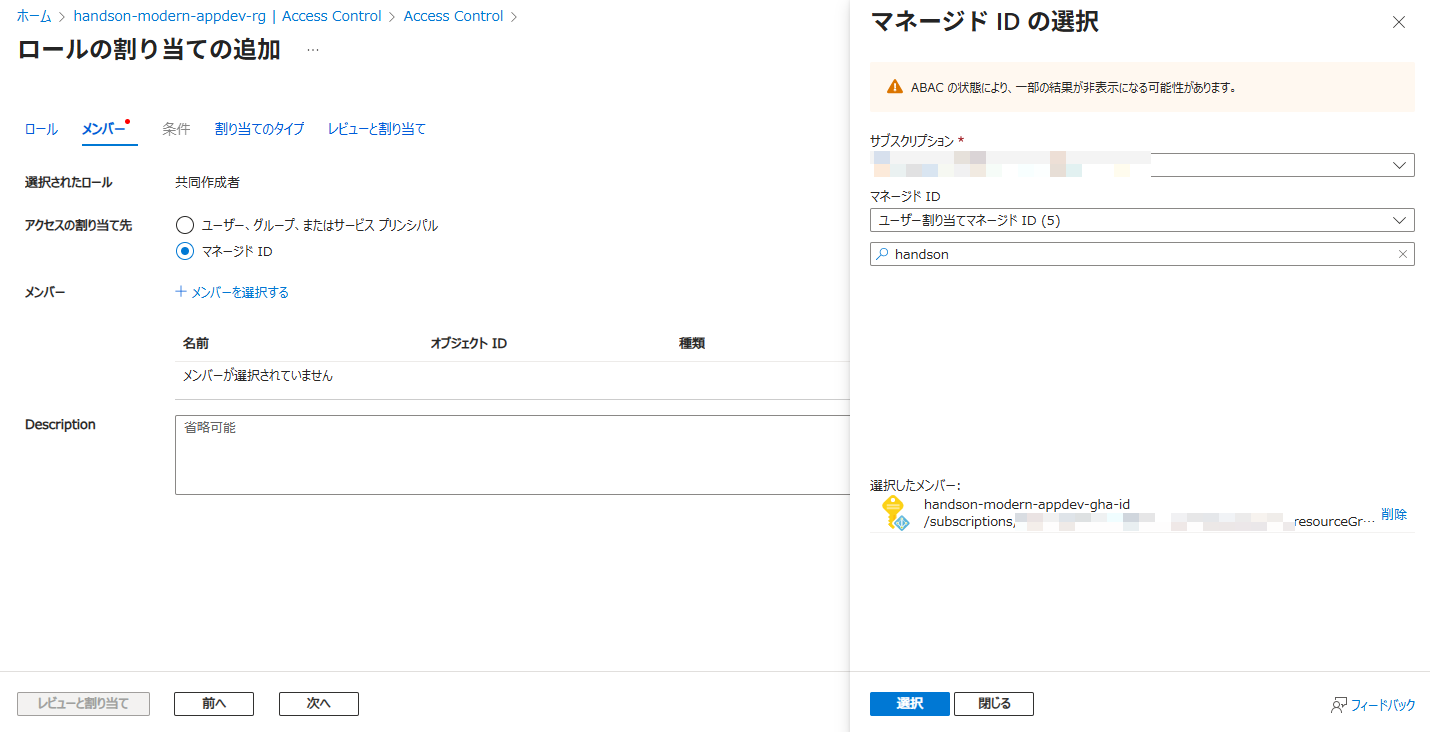 ホーム > handson-modern-appdev-rg | Access Control > Access Control >
ロールの割り当ての追加 …
ロール メンバー 条件 割り当てのタイプ レビューと割り当て
選択されたロール 共同作成者
アクセスの割り当て先 ユーザー、グループ、またはサービス プリンシパル
マネージド ID
メンバー + メンバーを選択する
名前 オブジェクト ID 種類
メンバーが選択されていません
Description 省略可能
レビューと割り当て 前へ 次へ
マネージド ID の選択
ABAC の状態により、一部の結果が非表示になる可能性があります。
サブスクリプション *
マネージド ID
ユーザー割り当てマネージド ID (5)
handson
選択したメンバー:
handson-modern-appdev-gha-id
/subscriptions/ resourceGr… 削除
選択 閉じる フィードバック